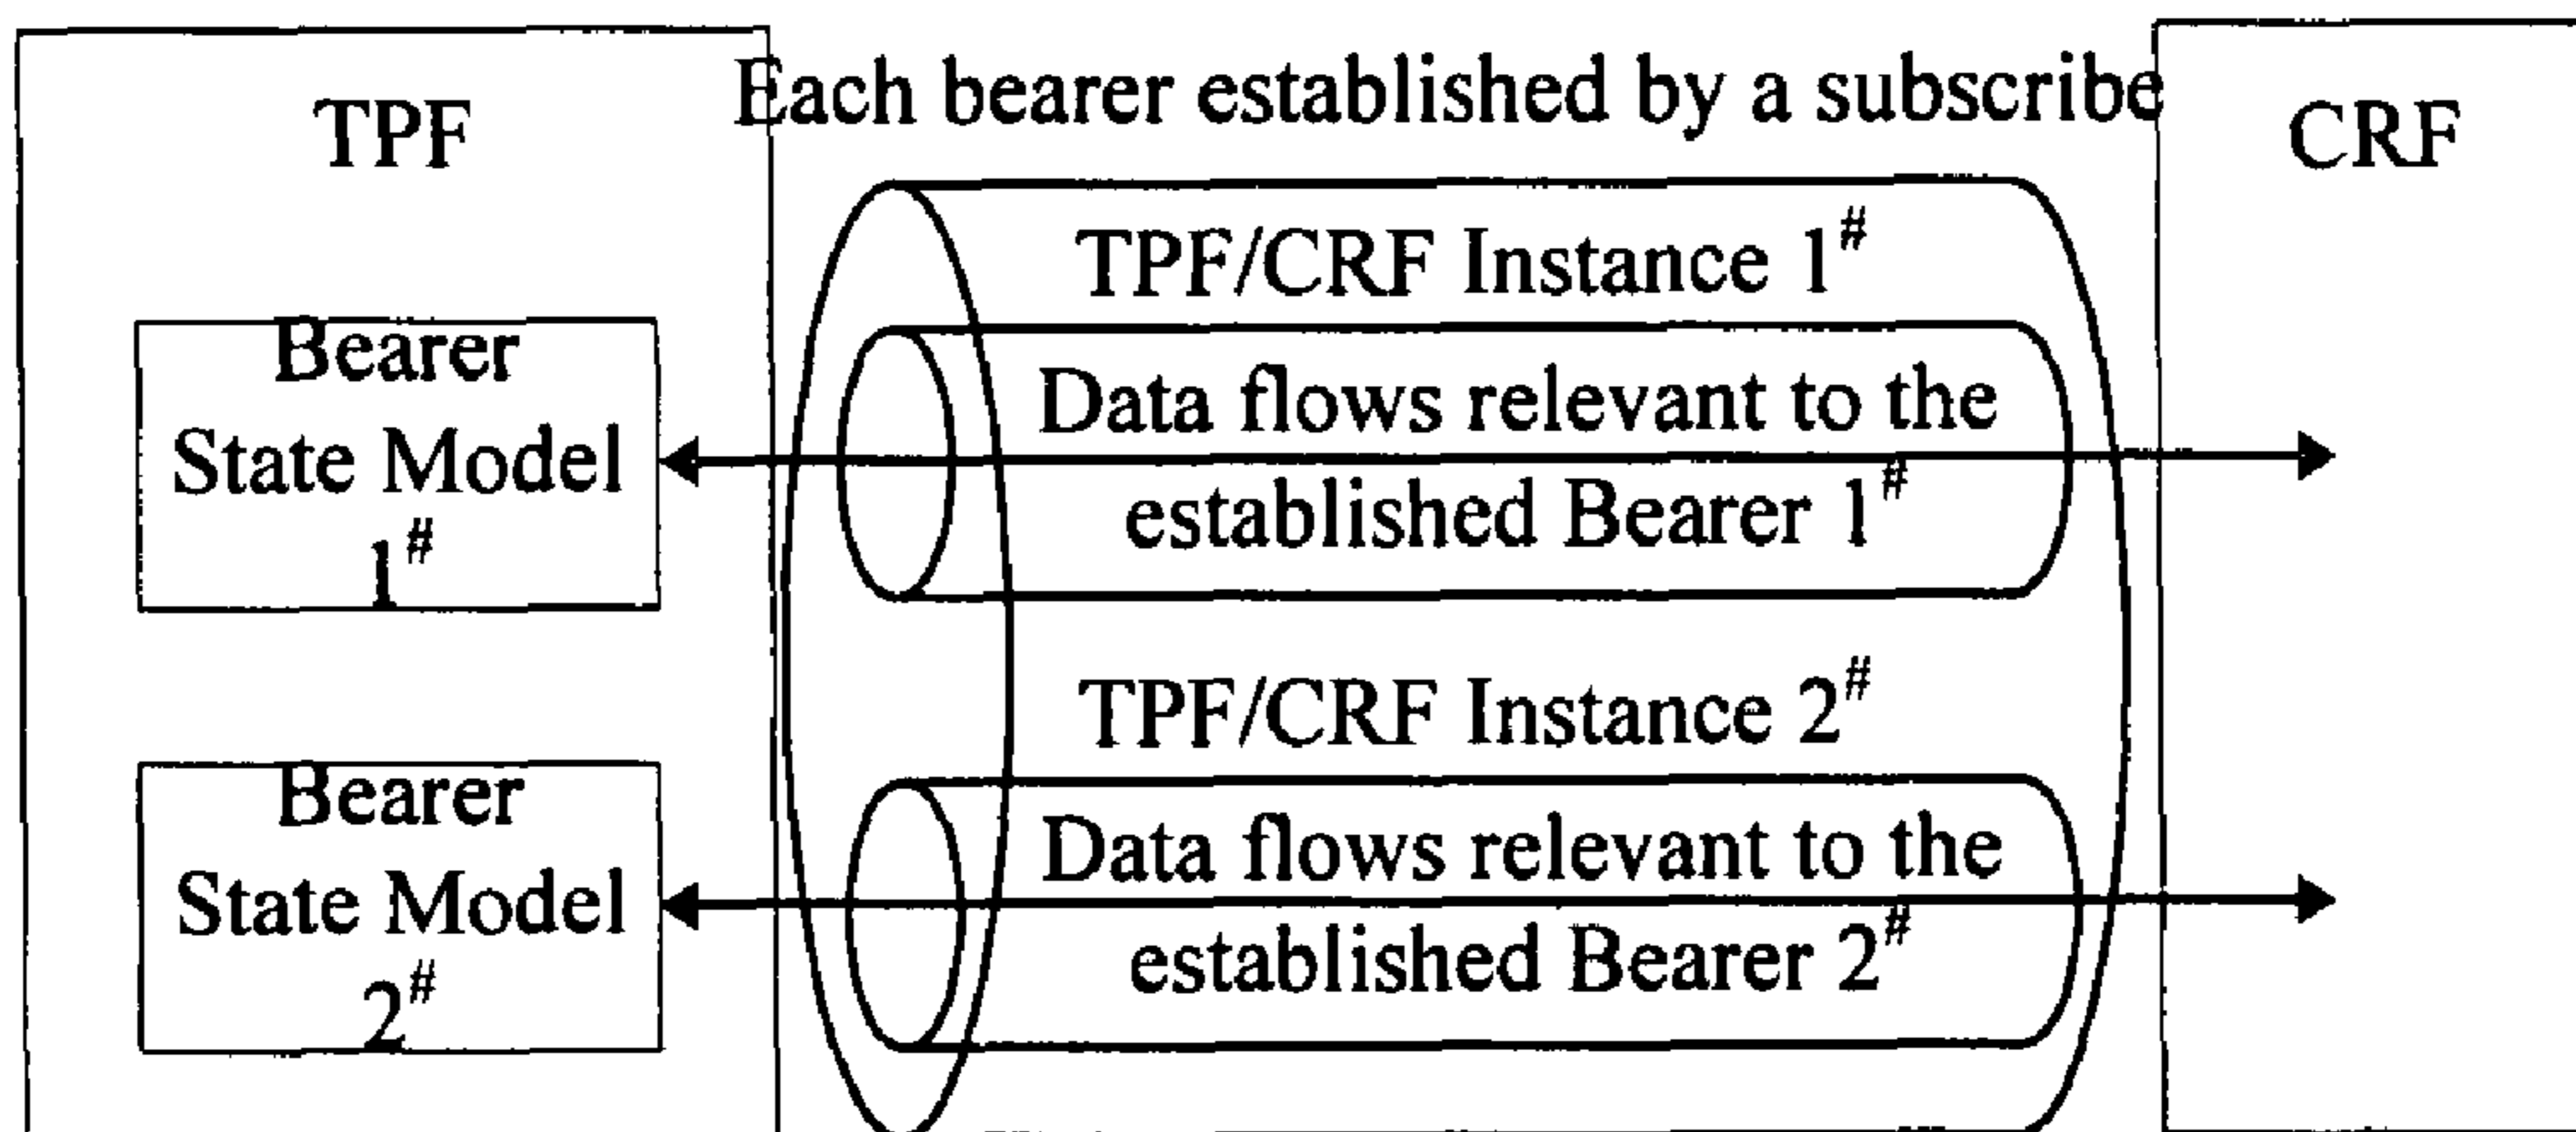 TPF
Each bearer established by a subscribe
CRF
TPF/CRF Instance 1#
Bearer
State Model
1#
Data flows relevant to the
established Bearer 1#
TPF/CRF Instance 2#
Bearer
State Model
2#
Data flows relevant to the
established Bearer 2#